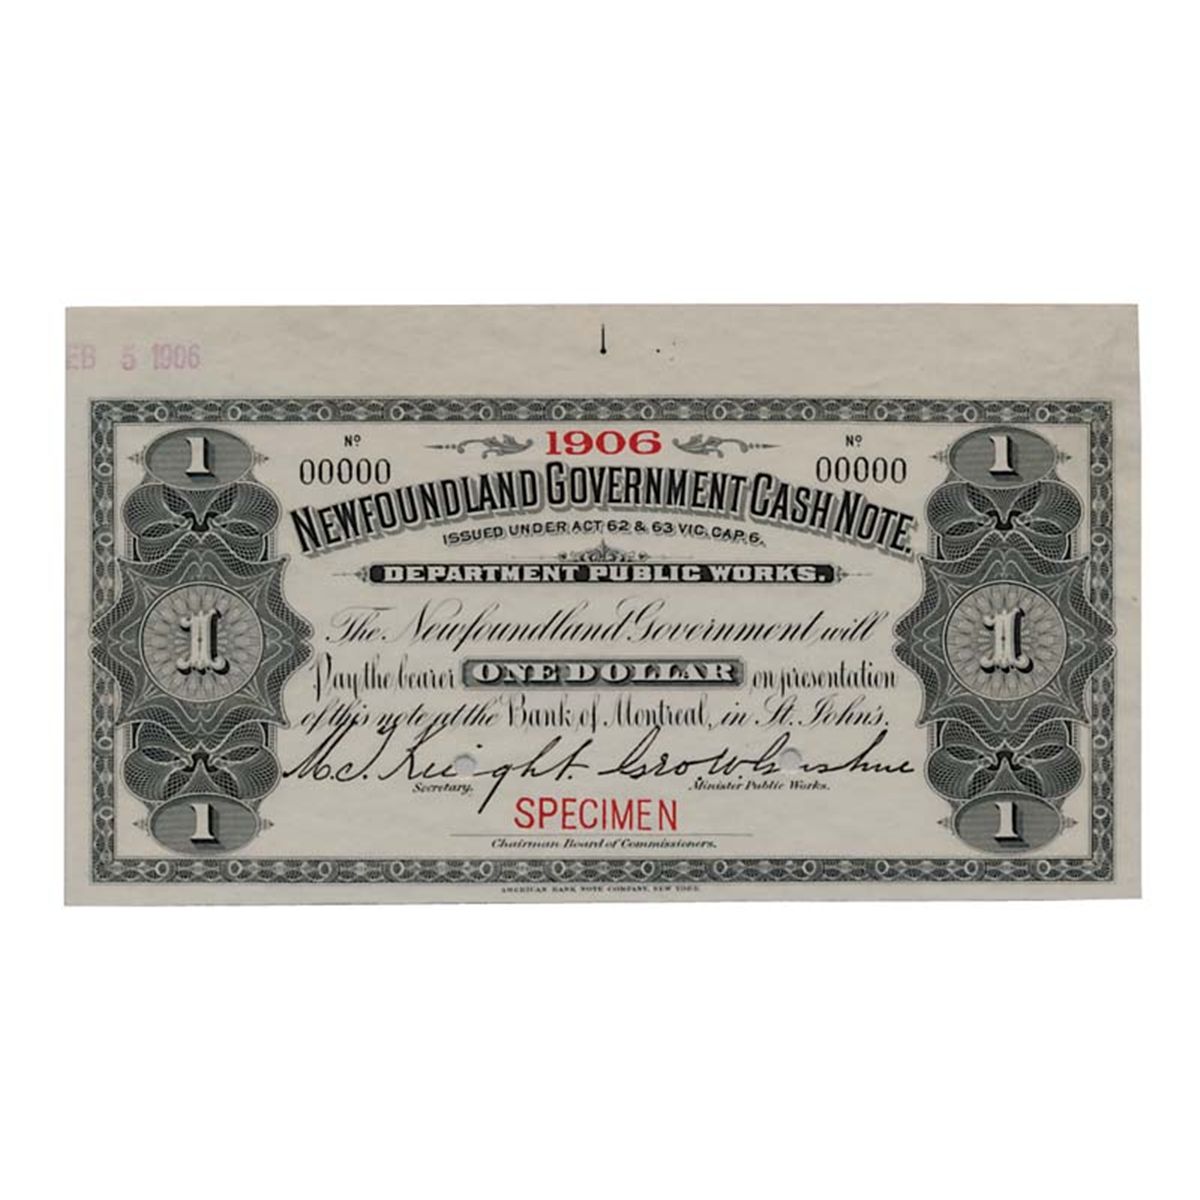 EB 5 1906
1 1906 1
Nº Nº
00000 00000
NEWFOUNDLAND GOVERNMENT CASH NOTE.
ISSUED UNDER ACT 62 & 63 VIC. CAP. 6.
DEPARTMENT PUBLIC WORKS.
The Newfoundland Government will
1 Pay the bearer ONE DOLLAR on presentation 1
of this note at the Bank of Montreal, in St. John's.
M.J. Knight. Geo W. Gushue
Secretary. Minister Public Works.
1 SPECIMEN 1
Chairman Board of Commissioners.
AMERICAN BANK NOTE COMPANY, NEW YORK.